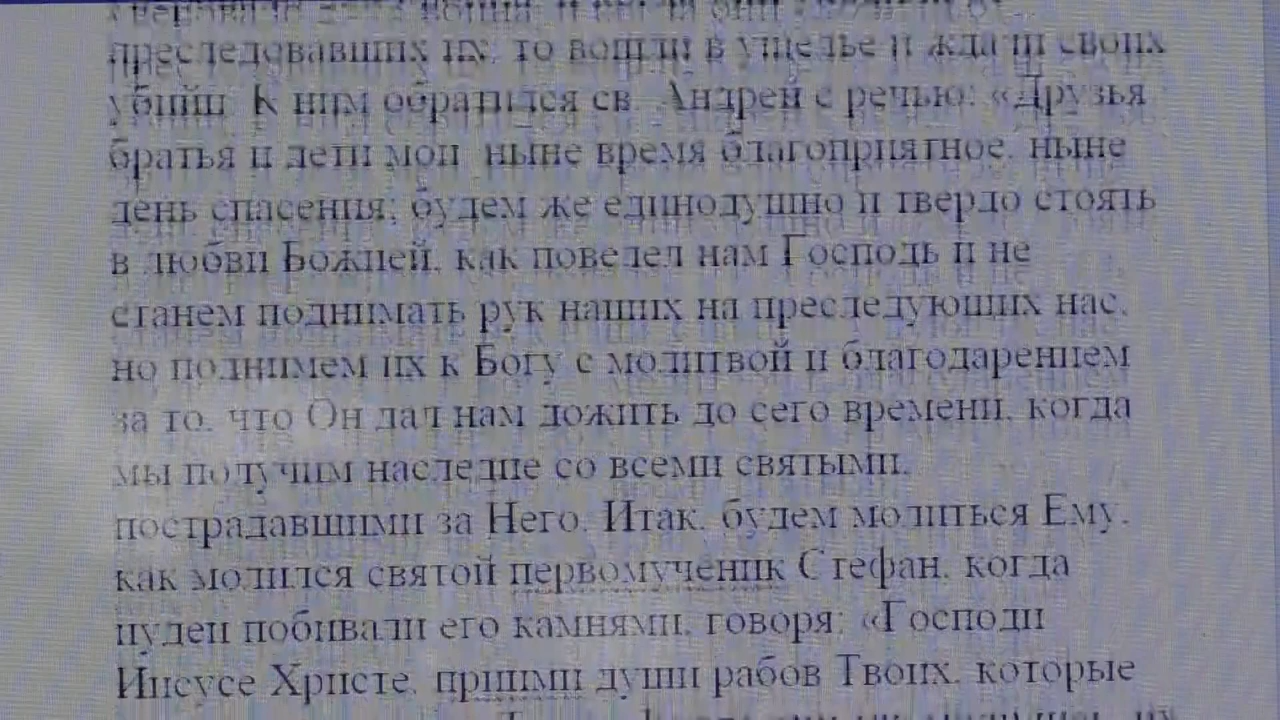 преследовавших их, то вошли в ущелье и ждали своих
убийц. К ним обратился св. Андрей с речью: «Друзья
братья и дети мои, ныне время благоприятное, ныне
день спасения; будем же единодушно и твердо стоять
в любви Божией, как повелел нам Господь и не
станем поднимать рук наших на преследующих нас,
но поднимем их к Богу с молитвой и благодарением
за то, что Он дал нам дожить до сего времени, когда
мы получим наследие со всеми святыми,
пострадавшими за Него. Итак, будем молиться Ему,
как молился святой первомученик Стефан, когда
иудеи побивали его камнями, говоря: «Господи
Иисусе Христе, приими души рабов Твоих, которые